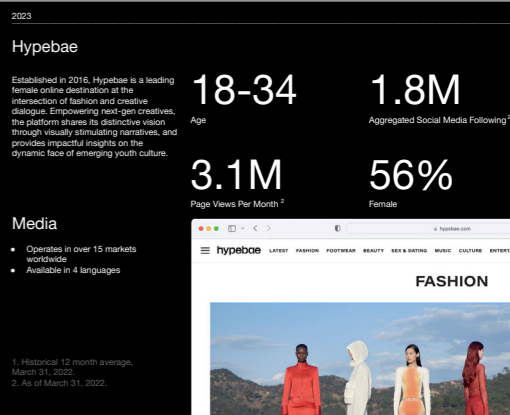 2023
Hypebae
Established in 2016, Hypebae is a leading
female online destination at the
intersection of fashion and creative
dialogue. Empowering next-gen creatives,
the platform shares its distinctive vision
through visually stimulating narratives, and
provides impactful insights on the
dynamic face of emerging youth culture.
18-34
Age
1.8M
Aggregated Social Media Following ²
3.1M
Page Views Per Month ²
56%
Female
Media
• Operates in over 15 markets
worldwide
• Available in 4 languages
1. Historical 12 month average,
March 31, 2022.
2. As of March 31, 2022.
hypebae.com
hypebae LATEST FASHION FOOTWEAR BEAUTY SEX & DATING MUSIC CULTURE ENTERT
FASHION